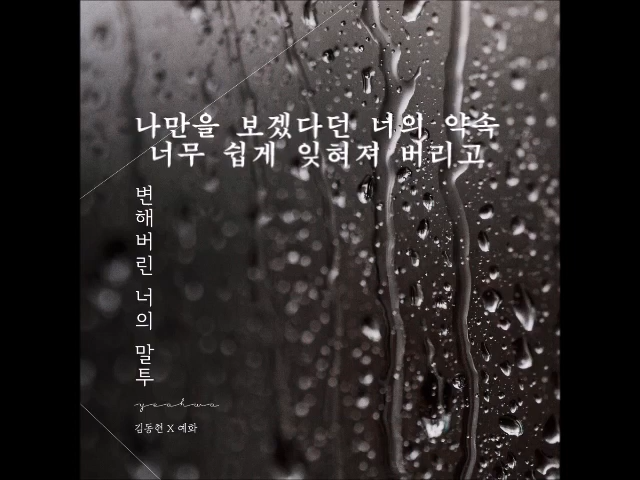 나만을 보겠다던 너의 약속
너무 쉽게 잊혀져 버리고
변해버린 너의 말투
yeahwa
김동현 X 예화